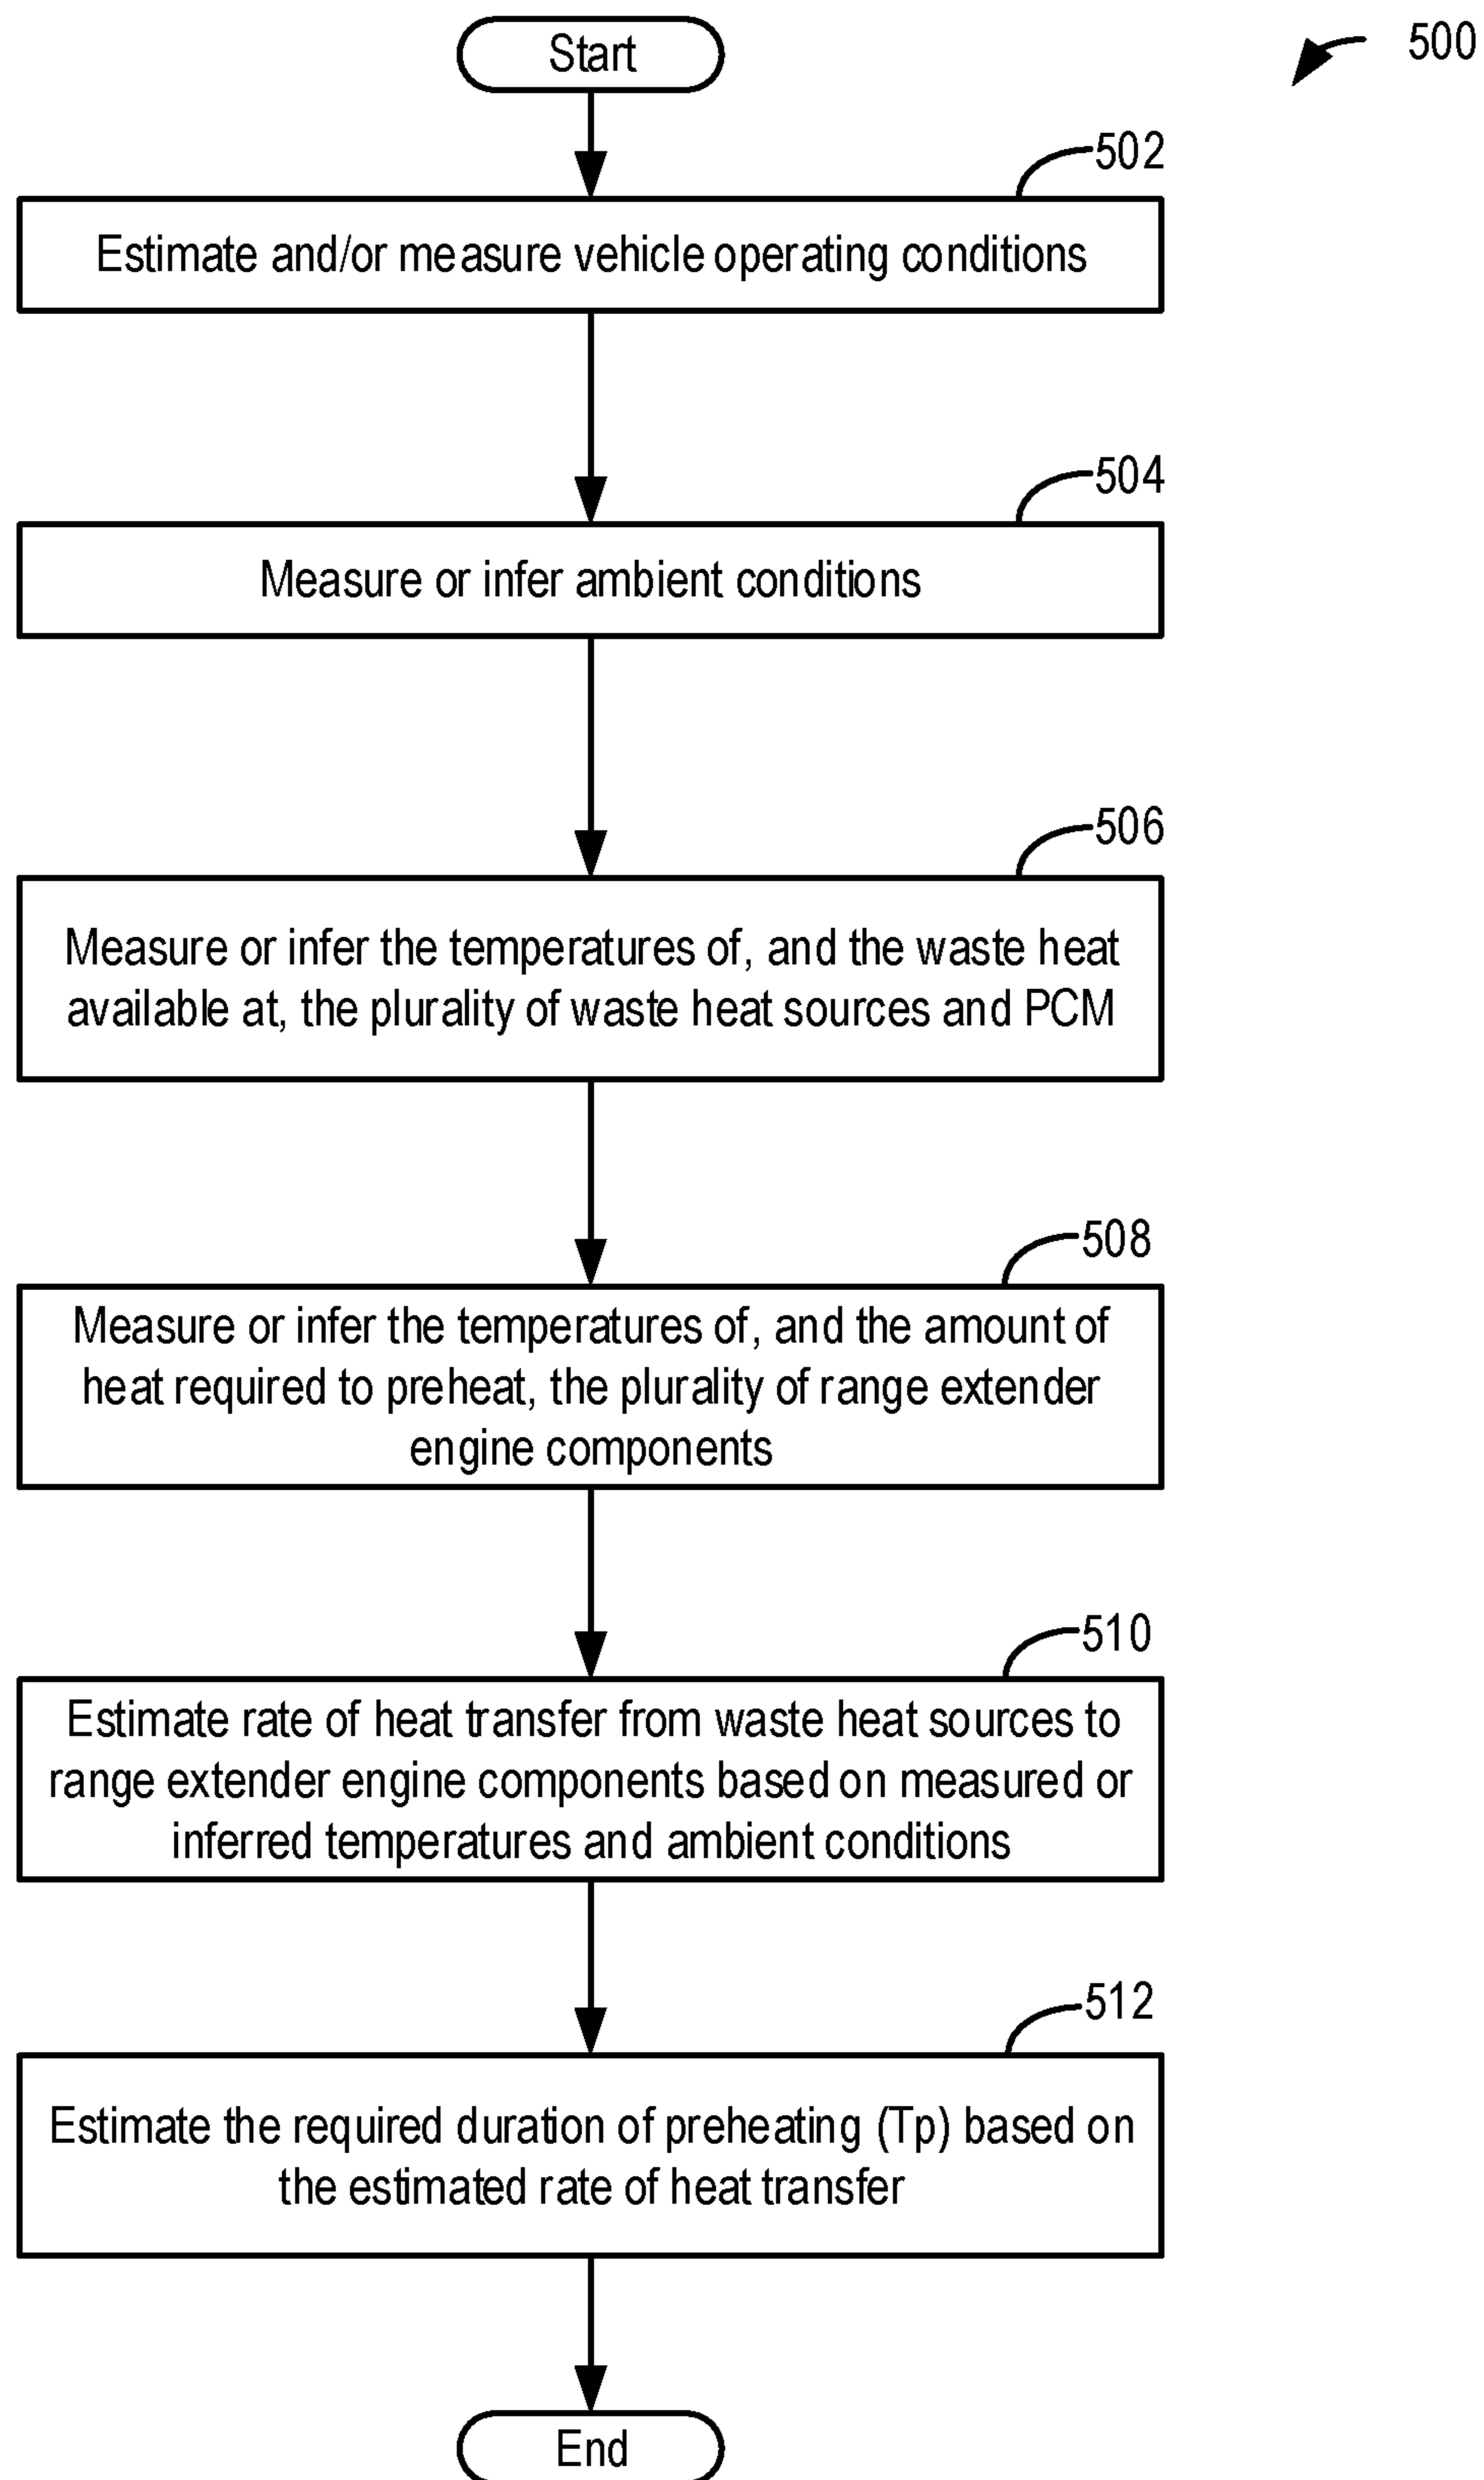 Start
500
502
Estimate and/or measure vehicle operating conditions
504
Measure or infer ambient conditions
506
Measure or infer the temperatures of, and the waste heat
available at, the plurality of waste heat sources and PCM
508
Measure or infer the temperatures of, and the amount of
heat required to preheat, the plurality of range extender
engine components
510
Estimate rate of heat transfer from waste heat sources to
range extender engine components based on measured or
inferred temperatures and ambient conditions
512
Estimate the required duration of preheating (Tp) based on
the estimated rate of heat transfer
End